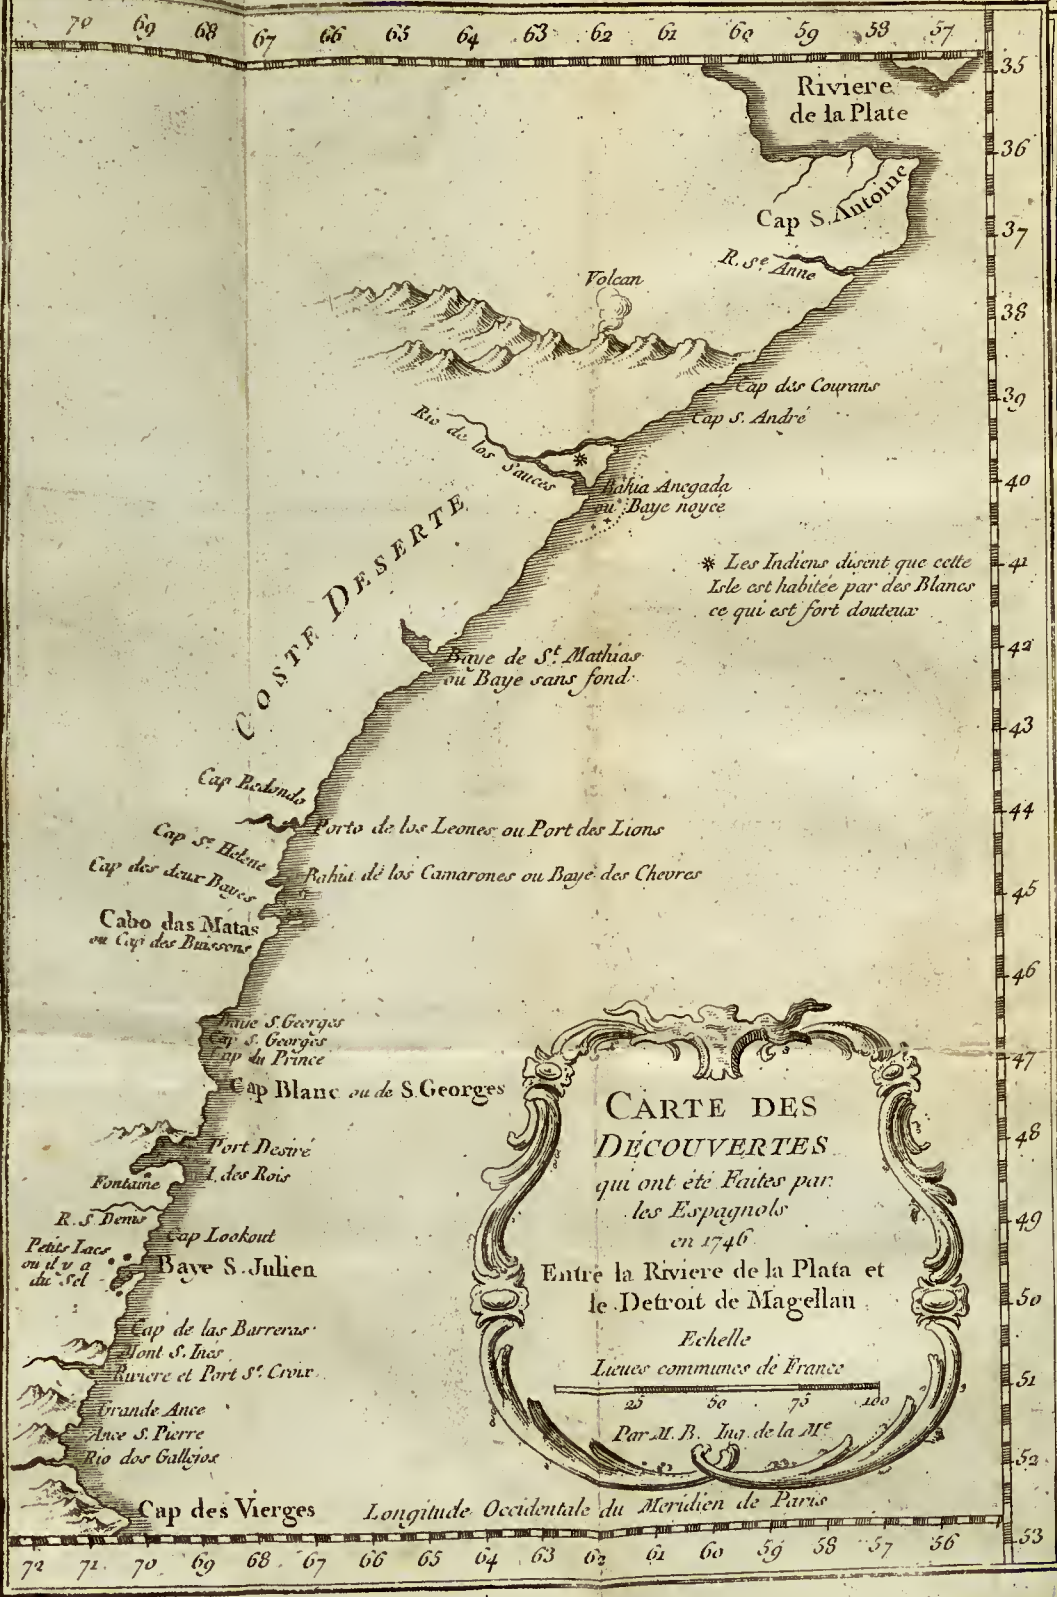 70 69 68 67 66 65 64 63 62 61 60 59 58 57
35
Riviere
de la Plate
36
Cap S. Antoine
37
R. Se. Anne
Volcan
38
Cap des Courans
39
Cap S. André
Rio de los Sauces
40
Bahia Anegada
ou Baye noyee
COSTE DESERTE
* Les Indiens disent que cette
Isle est habitée par des Blancs
ce qui est fort douteux
41
42
Baye de St. Mathias
ou Baye sans fond
43
Cap Redondo
44
Porto de los Leones ou Port des Lions
Cap Se. Helene
Cap des deux Bayes
Bahia de los Camarones ou Baye des Chevres
45
Cabo das Matas
ou Cap des Buissons
46
Baye S. Georges
Cap S. Georges
Cap du Prince
47
Cap Blanc ou de S. Georges
48
Port Desiré
I. des Rois
Fontaine
R. S. Denis
49
Cap Lookout
Petits Lacs
ou il y a
du Sel
Baye S. Julien
50
Cap de las Barreras
Mont S. Ines
Riviere et Port Se. Croix
51
Grande Ance
Ance S. Pierre
Rio dos Gallejos
52
Cap des Vierges
CARTE DES
DECOUVERTES
qui ont été Faites par
les Espagnols
en 1746
Entre la Riviere de la Plata et
le Detroit de Magellan
Echelle
Lieues communes de France
25 50 75 100
Par M. B. Ing. de la Me
Longitude Occidentale du Meridien de Paris
53
72 71 70 69 68 67 66 65 64 63 62 61 60 59 58 57 56